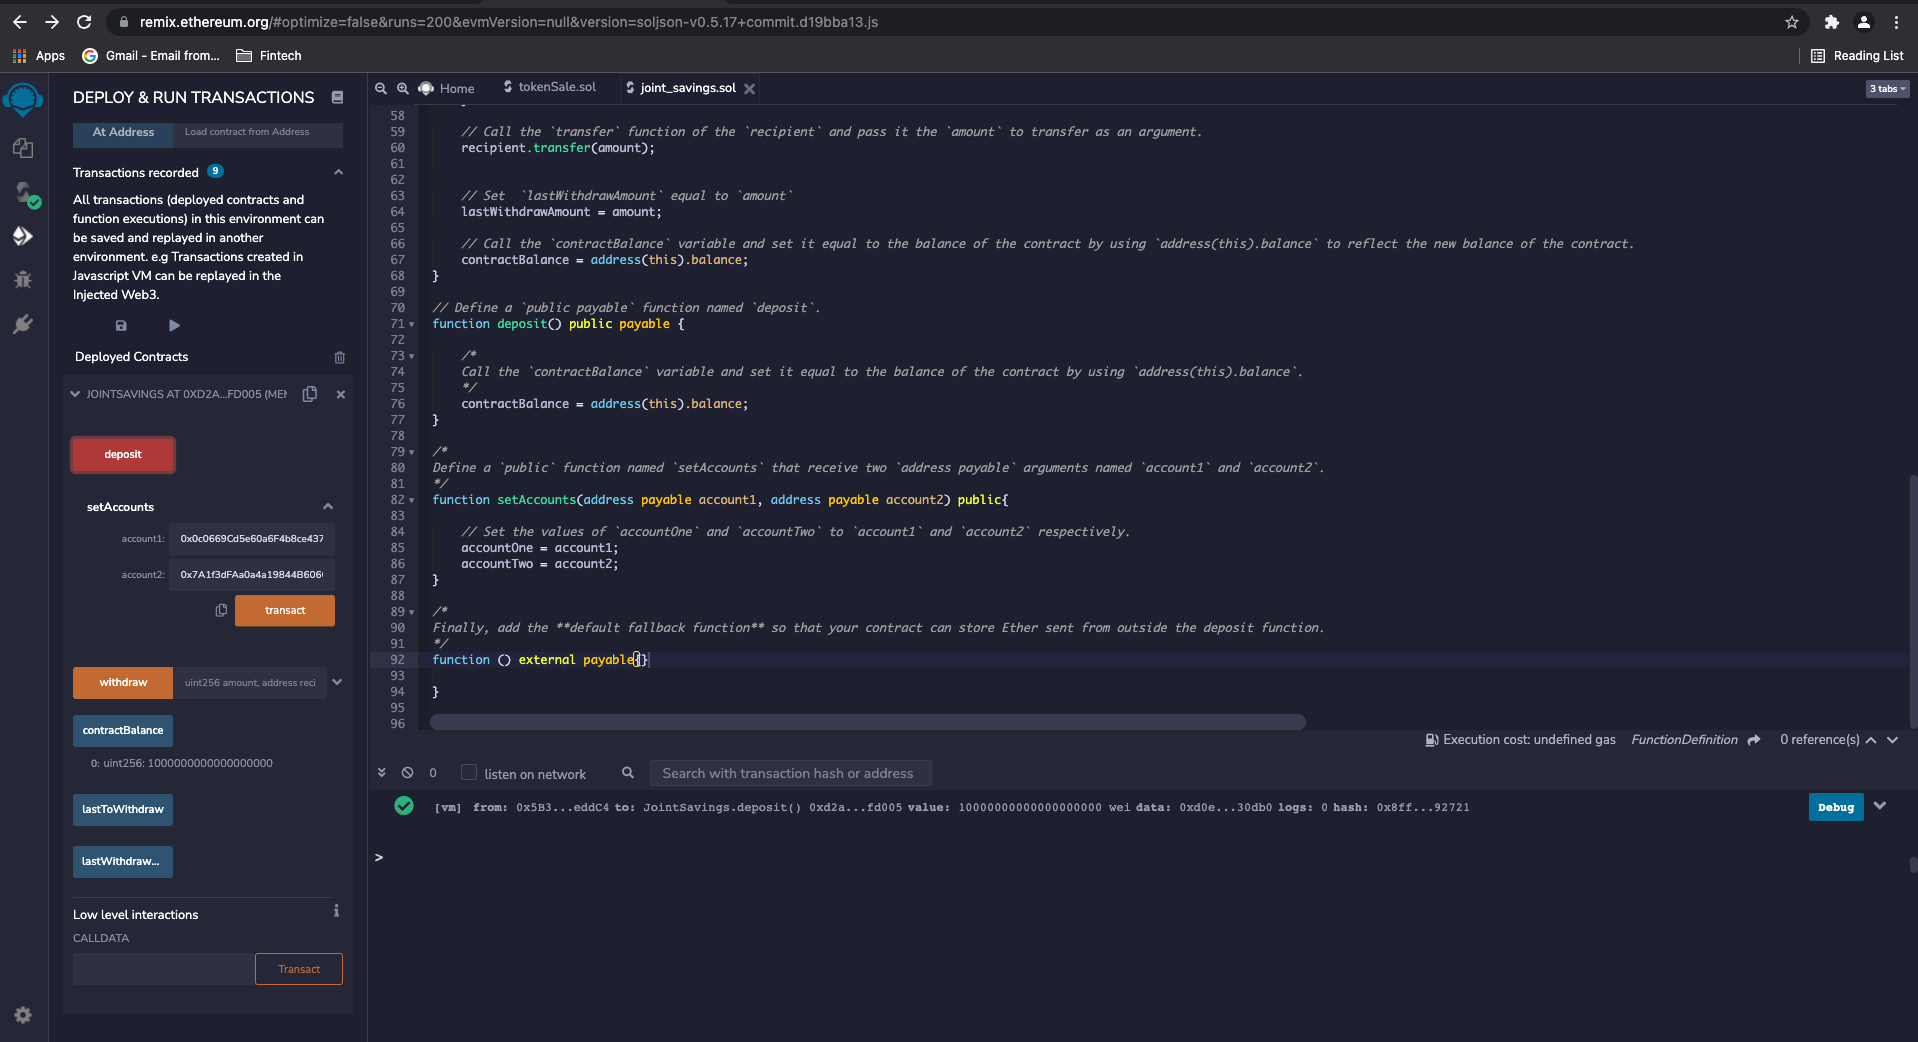 remix.ethereum.org/#optimize=false&runs=200&evmVersion=null&version=soljson-v0.5.17+commit.d19bba13.js
Apps
Gmail - Email from...
Fintech
Reading List
DEPLOY & RUN TRANSACTIONS
At Address
Load contract from Address
Transactions recorded 9
All transactions (deployed contracts and
function executions) in this environment can
be saved and replayed in another
environment. e.g Transactions created in
Javascript VM can be replayed in the
Injected Web3.
Deployed Contracts
JOINTSAVINGS AT 0XD2A...FD005 (MEM
deposit
setAccounts
account1: 0x0c0669Cd5e60a6F4b8ce437
account2: 0x7A1f3dFAa0a4a19844B606
transact
withdraw
uint256 amount, address reci
contractBalance
0: uint256: 1000000000000000000
lastToWithdraw
lastWithdraw...
Low level interactions
i
CALLDATA
Transact
Home
tokenSale.sol
joint_savings.sol
3 tabs
58
59 // Call the `transfer` function of the `recipient` and pass it the `amount` to transfer as an argument.
60 recipient.transfer(amount);
61
62
63 // Set  `lastWithdrawAmount` equal to `amount`
64 lastWithdrawAmount = amount;
65
66 // Call the `contractBalance` variable and set it equal to the balance of the contract by using `address(this).balance` to reflect the new balance of the contract.
67 contractBalance = address(this).balance;
68 }
69
70 // Define a `public payable` function named `deposit`.
71 function deposit() public payable {
72
73 /*
74 Call the `contractBalance` variable and set it equal to the balance of the contract by using `address(this).balance`.
75 */
76 contractBalance = address(this).balance;
77 }
78
79 /*
80 Define a `public` function named `setAccounts` that receive two `address payable` arguments named `account1` and `account2`.
81 */
82 function setAccounts(address payable account1, address payable account2) public{
83
84 // Set the values of `accountOne` and `accountTwo` to `account1` and `account2` respectively.
85 accountOne = account1;
86 accountTwo = account2;
87 }
88
89 /*
90 Finally, add the **default fallback function** so that your contract can store Ether sent from outside the deposit function.
91 */
92 function () external payable{}
93
94 }
95
96
Execution cost: undefined gas FunctionDefinition 0 reference(s)
0 listen on network
Search with transaction hash or address
[vm] from: 0x5B3...eddC4 to: JointSavings.deposit() 0xd2a...fd005 value: 10000000000000000000 wei data: 0xd0e...30db0 logs: 0 hash: 0x8ff...92721
Debug
>